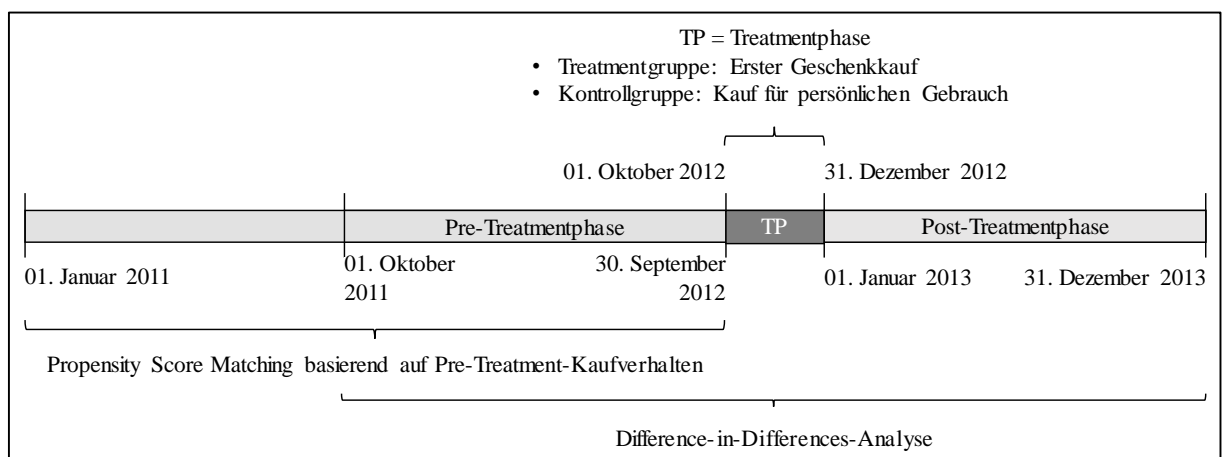 TP = Treatmentphase
• Treatmentgruppe: Erster Geschenkkauf
• Kontrollgruppe: Kauf für persönlichen Gebrauch
01. Oktober 2012
31. Dezember 2012
Pre-Treatmentphase
TP
Post-Treatmentphase
01. Januar 2011
01. Oktober
2011
30. September
2012
01. Januar 2013
31. Dezember 2013
Propensity Score Matching basierend auf Pre-Treatment-Kaufverhalten
Difference-in-Differences-Analyse